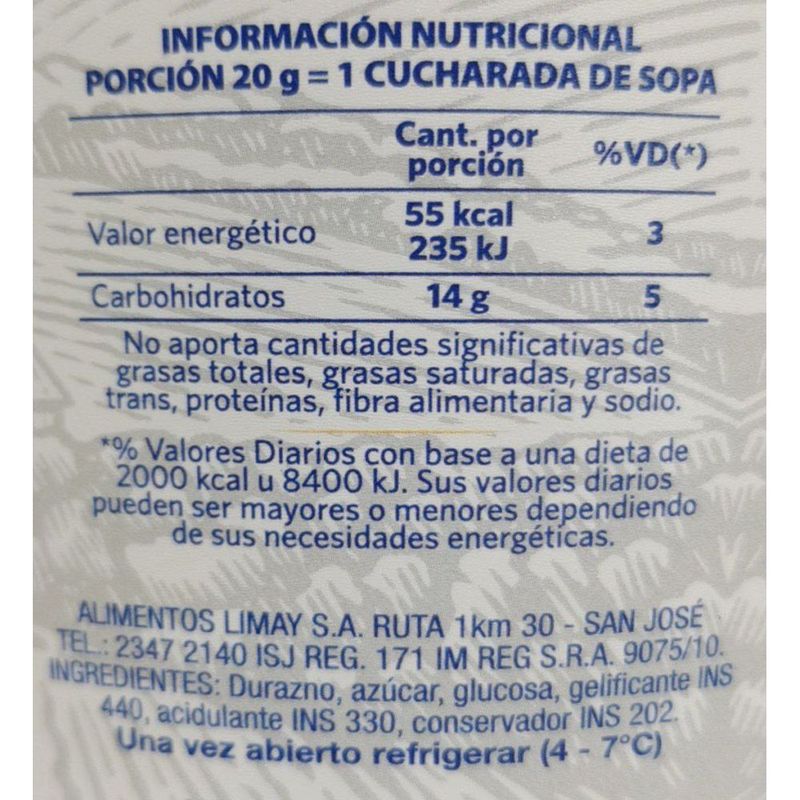 INFORMACIÓN NUTRICIONAL
PORCIÓN 20 g = 1 CUCHARADA DE SOPA
Cant. por porción %VD(*)
Valor energético 55 kcal 235 kJ 3
Carbohidratos 14 g 5
No aporta cantidades significativas de
grasas totales, grasas saturadas, grasas
trans, proteínas, fibra alimentaria y sodio.
*% Valores Diarios con base a una dieta de
2000 kcal u 8400 kJ. Sus valores diarios
pueden ser mayores o menores dependiendo
de sus necesidades energéticas.
ALIMENTOS LIMAY S.A. RUTA 1km 30 - SAN JOSÉ
TEL.: 2347 2140 ISJ REG. 171 IM REG S.R.A. 9075/10.
INGREDIENTES: Durazno, azúcar, glucosa, gelificante INS
440, acidulante INS 330, conservador INS 202.
Una vez abierto refrigerar (4 - 7°C)